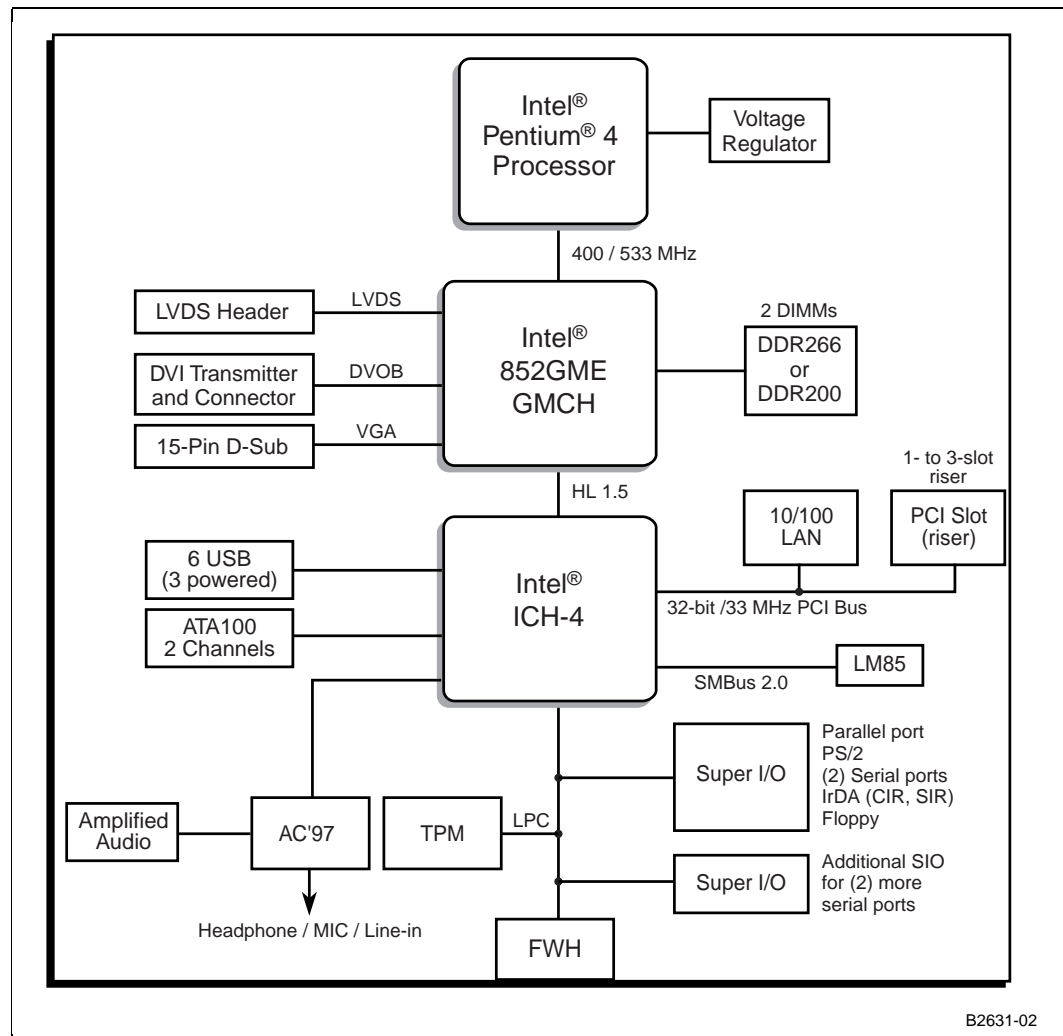 Intel®
Pentium® 4
Processor
Voltage
Regulator
400 / 533 MHz
LVDS Header
LVDS
DVI Transmitter
and Connector
DVOB
15-Pin D-Sub
VGA
Intel®
852GME
GMCH
2 DIMMs
DDR266
or
DDR200
HL 1.5
1- to 3-slot
riser
10/100
LAN
PCI Slot
(riser)
6 USB
(3 powered)
ATA100
2 Channels
Intel®
ICH-4
32-bit /33 MHz PCI Bus
SMBus 2.0
LM85
Super I/O
Parallel port
PS/2
(2) Serial ports
IrDA (CIR, SIR)
Floppy
Amplified
Audio
AC'97
TPM
LPC
Super I/O
Additional SIO
for (2) more
serial ports
Headphone / MIC / Line-in
FWH
B2631-02